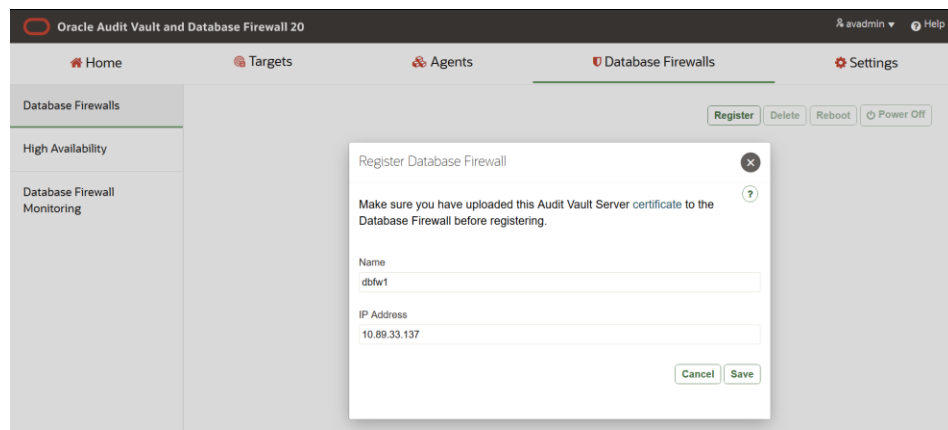 Oracle Audit Vault and Database Firewall 20
avadmin
Help
Home
Targets
Agents
Database Firewalls
Settings
Database Firewalls
High Availability
Database Firewall
Monitoring
Register
Delete
Reboot
Power Off
Register Database Firewall
?
Make sure you have uploaded this Audit Vault Server certificate to the
Database Firewall before registering.
Name
dbfw1
IP Address
10.89.33.137
Cancel
Save